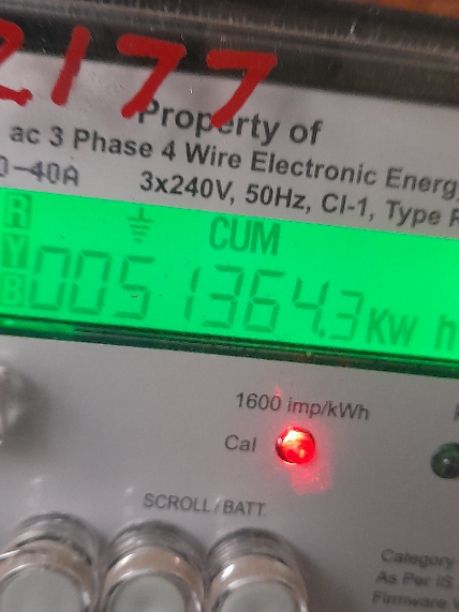 2177
Property of
ac 3 Phase 4 Wire Electronic Energy
0-40A 3x240V, 50Hz, Cl-1, Type
R
Y
B
CUM
0051364.3 KW h
1600 imp/kWh
Cal
SCROLL/BATT.
Category
As Per IS
Firmware